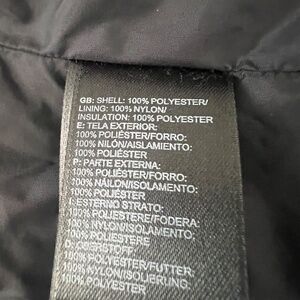 GB: SHELL: 100% POLYESTER/
LINING: 100% NYLON/
INSULATION: 100% POLYESTER
E: TELA EXTERIOR:
100% POLIÉSTER/FORRO:
100% NILÓN/AISLAMIENTO:
100% POLIÉSTER
P: PARTE EXTERNA:
100% POLIÉSTER/FORRO:
100% NÁILON/ISOLAMENTO:
100% POLIÉSTER
I: ESTERNO STRATO:
100% POLIESTERE/FODERA:
100% NYLON/ISOLAMENTO:
100% POLIESTERE
D: OBERSTOFF:
100% POLYESTER/FUTTER:
100% NYLON/ISOLIERUNG:
100% POLYESTER